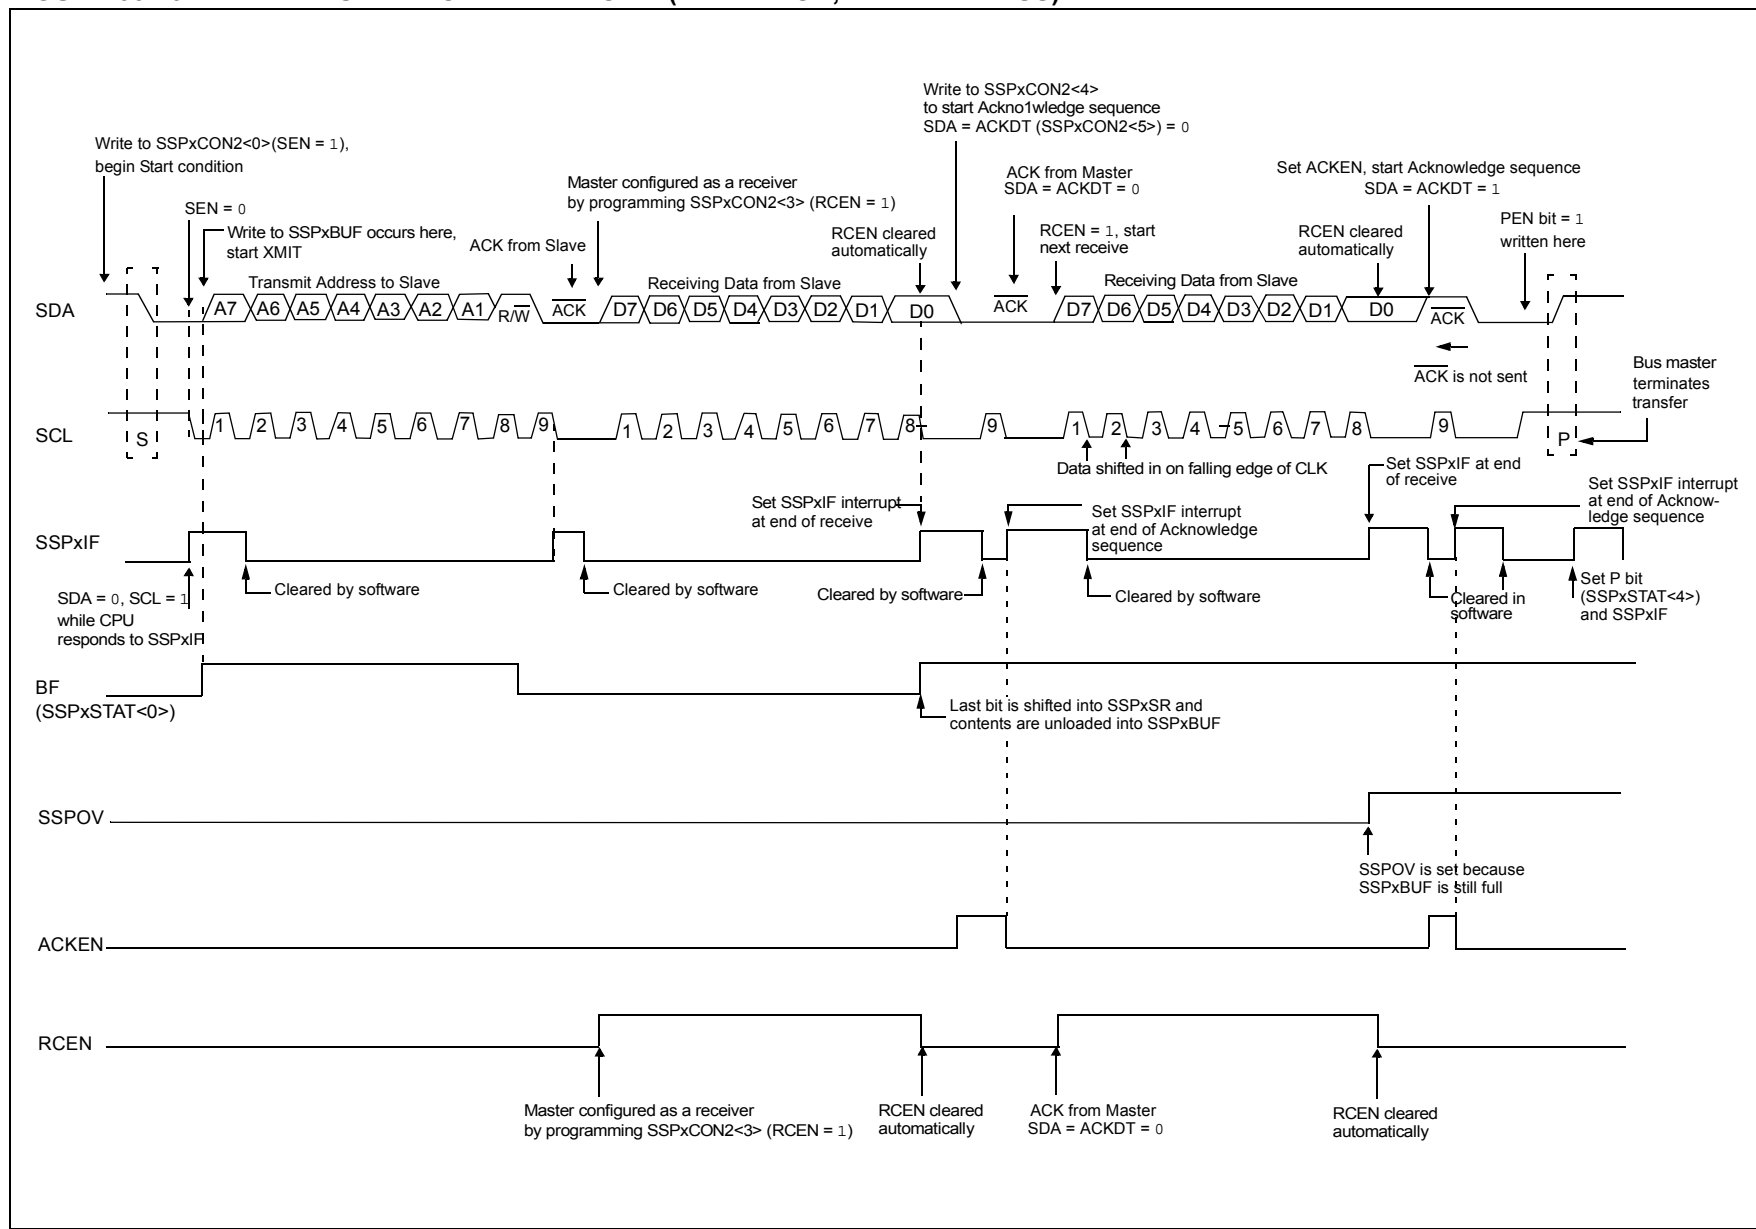 Write to SSPxCON2<4>
to start Ackno1wledge sequence
SDA = ACKDT (SSPxCON2<5>) = 0
Write to SSPxCON2<0>(SEN = 1),
begin Start condition
ACK from Master
SDA = ACKDT = 0
Set ACKEN, start Acknowledge sequence
SDA = ACKDT = 1
Master configured as a receiver
by programming SSPxCON2<3> (RCEN = 1)
SEN = 0
Write to SSPxBUF occurs here,
start XMIT
ACK from Slave
RCEN cleared
automatically
RCEN = 1, start
next receive
RCEN cleared
automatically
PEN bit = 1
written here
Transmit Address to Slave
Receiving Data from Slave
Receiving Data from Slave
SDA
A7 A6 A5 A4 A3 A2 A1 R/W ACK D7 D6 D5 D4 D3 D2 D1 D0 ACK D7 D6 D5 D4 D3 D2 D1 D0 ACK
ACK is not sent
Bus master
terminates
transfer
SCL
S 1 2 3 4 5 6 7 8 9 1 2 3 4 5 6 7 8 9 1 2 3 4 5 6 7 8 9 P
Data shifted in on falling edge of CLK
Set SSPxIF at end
of receive
Set SSPxIF interrupt
at end of receive
Set SSPxIF interrupt
at end of Acknowledge
sequence
Set SSPxIF interrupt
at end of Acknow-
ledge sequence
SSPxIF
SDA = 0, SCL = 1
while CPU
responds to SSPxIF
Cleared by software
Cleared by software
Cleared by software
Cleared by software
Cleared in
software
Set P bit
(SSPxSTAT<4>)
and SSPxIF
BF
(SSPxSTAT<0>)
Last bit is shifted into SSPxSR and
contents are unloaded into SSPxBUF
SSPOV
SSPOV is set because
SSPxBUF is still full
ACKEN
RCEN
Master configured as a receiver
by programming SSPxCON2<3> (RCEN = 1)
RCEN cleared
automatically
ACK from Master
SDA = ACKDT = 0
RCEN cleared
automatically